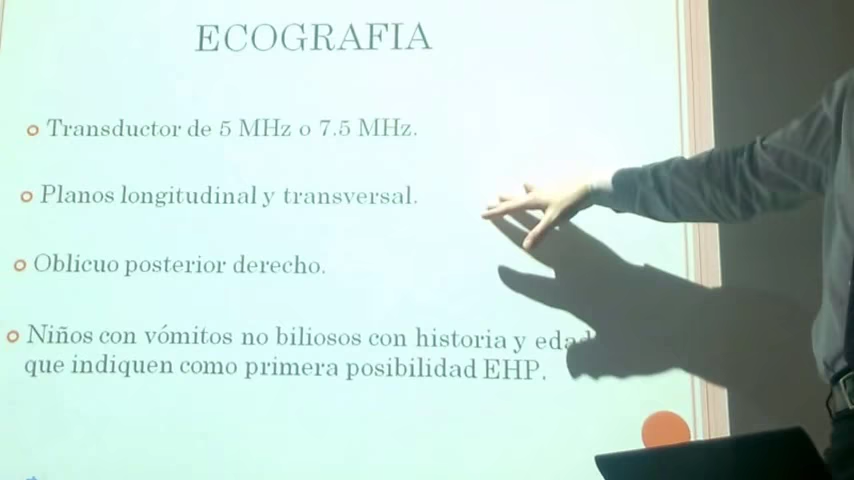 ECOGRAFIA
Transductor de 5 MHz o 7.5 MHz.
Planos longitudinal y transversal.
Oblicuo posterior derecho.
Niños con vómitos no biliosos con historia y edad
que indiquen como primera posibilidad EHP.